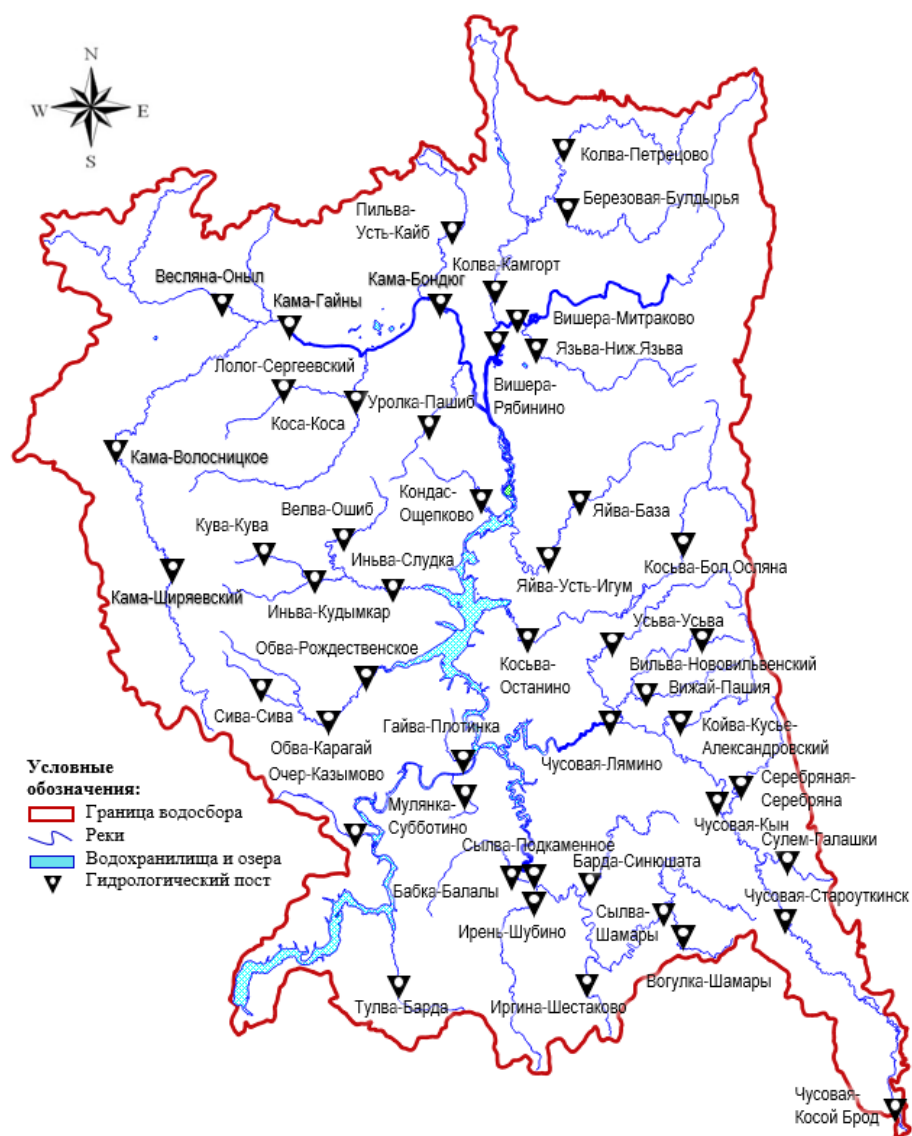 N
W
E
S
Колва-Петрецово
Березовая-Булдырья
Пильва-
Усть-Кайб
Колва-Камгорт
Весляна-Оныл
Кама-Бондюг
Кама-Гайны
Вишера-Митраково
Язьва-Ниж.Язьва
Лолог-Сергеевский
Вишера-
Рябинино
Уролка-Пашиб
Коса-Коса
Кама-Волосницкое
Кондас-
Ощепково
Велва-Ошиб
Яйва-База
Кува-Кува
Иньва-Слудка
Косьва-Бол.Осляна
Кама-Ширяевский
Яйва-Усть-Игум
Иньва-Кудымкар
Усьва-Усьва
Обва-Рождественское
Косьва-
Останино
Вильва-Нововильвенский
Вижай-Пашия
Сива-Сива
Гайва-Плотинка
Койва-Кусье-
Александровский
Обва-Карагай
Чусовая-Лямино
Очер-Казымово
Серебряная-
Серебряна
Мулянка-
Субботино
Чусовая-Кын
Сулем-Галашки
Сылва-Подкаменное
Барда-Синюшата
Бабка-Балалы
Чусовая-Староуткинск
Ирень-Шубино
Сылва-
Шамары
Вогулка-Шамары
Тулва-Барда
Иргина-Шестаково
Чусовая-
Косой Брод
Условные
обозначения:
Граница водосбора
Реки
Водохранилища и озера
Гидрологический пост